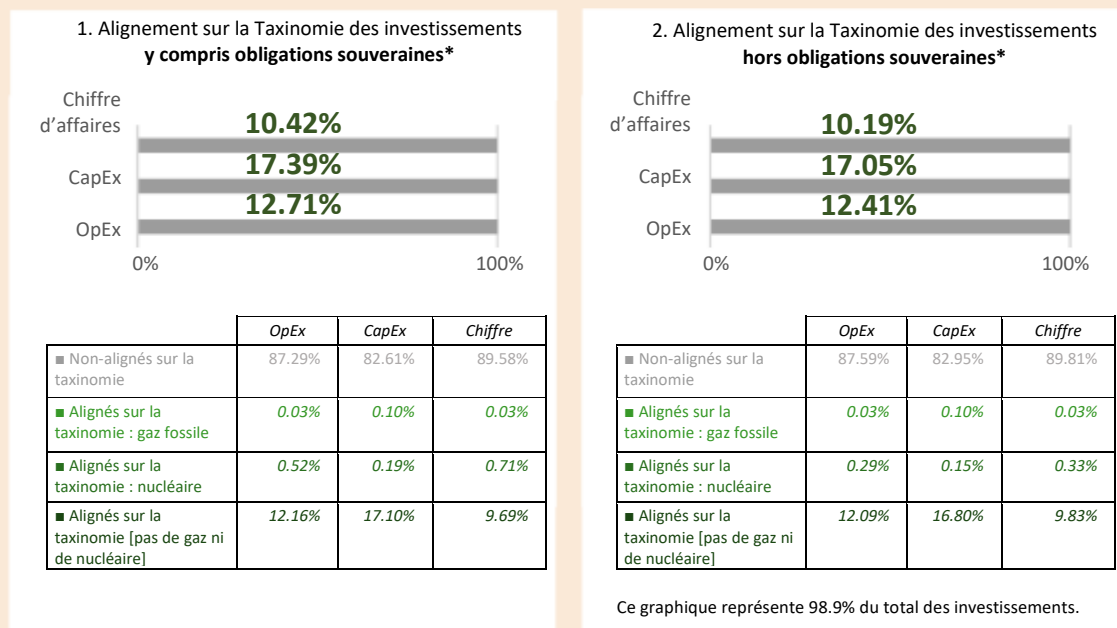 1. Alignement sur la Taxinomie des investissements
y compris obligations souveraines*
Chiffre
d'affaires
10.42%
CapEx
17.39%
OpEx
12.71%
0%
100%
OpEx CapEx Chiffre
■ Non-alignés sur la
taxinomie
87.29% 82.61% 89.58%
■ Alignés sur la
taxinomie : gaz fossile
0.03% 0.10% 0.03%
■ Alignés sur la
taxinomie : nucléaire
0.52% 0.19% 0.71%
■ Alignés sur la
taxinomie [pas de gaz ni
de nucléaire]
12.16% 17.10% 9.69%
2. Alignement sur la Taxinomie des investissements
hors obligations souveraines*
Chiffre
d'affaires
10.19%
CapEx
17.05%
OpEx
12.41%
0%
100%
OpEx CapEx Chiffre
■ Non-alignés sur la
taxinomie
87.59% 82.95% 89.81%
■ Alignés sur la
taxinomie : gaz fossile
0.03% 0.10% 0.03%
■ Alignés sur la
taxinomie : nucléaire
0.29% 0.15% 0.33%
■ Alignés sur la
taxinomie [pas de gaz ni
de nucléaire]
12.09% 16.80% 9.83%
Ce graphique représente 98.9% du total des investissements.